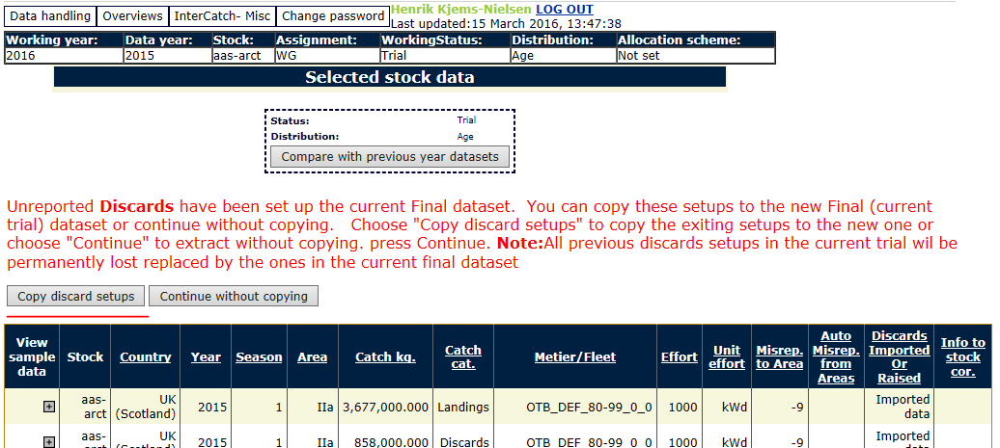 Data handling Overviews InterCatch- Misc Change password Henrik Kjems-Nielsen LOG OUT
Last updated:15 March 2016, 13:47:38
Working year: Data year: Stock: Assignment: WorkingStatus: Distribution: Allocation scheme:
2016 2015 aas-arct WG Trial Age Not set
Selected stock data
Status: Trial
Distribution: Age
Compare with previous year datasets
Unreported Discards have been set up the current Final dataset. You can copy these setups to the new Final (current
trial) dataset or continue without copying. Choose "Copy discard setups" to copy the exiting setups to the new one or
choose "Continue" to extract without copying. press Continue. Note:All previous discards setups in the current trial wil be
permanently lost replaced by the ones in the current final dataset
Copy discard setups Continue without copying
View sample data Stock Country Year Season Area Catch kg. Catch cat. Metier/Fleet Effort Unit effort Misrep. to Area Auto Misrep. from Areas Discards Imported Or Raised Info to stock cor.
aas-arct UK (Scotland) 2015 1 IIa 3,677,000.000 Landings OTB_DEF_80-99_0_0 1000 kWd -9 Imported data
aas-arct UK (Scotland) 2015 1 IIa 858,000.000 Discards OTB_DEF_80-99_0_0 1000 kWd -9 Imported data